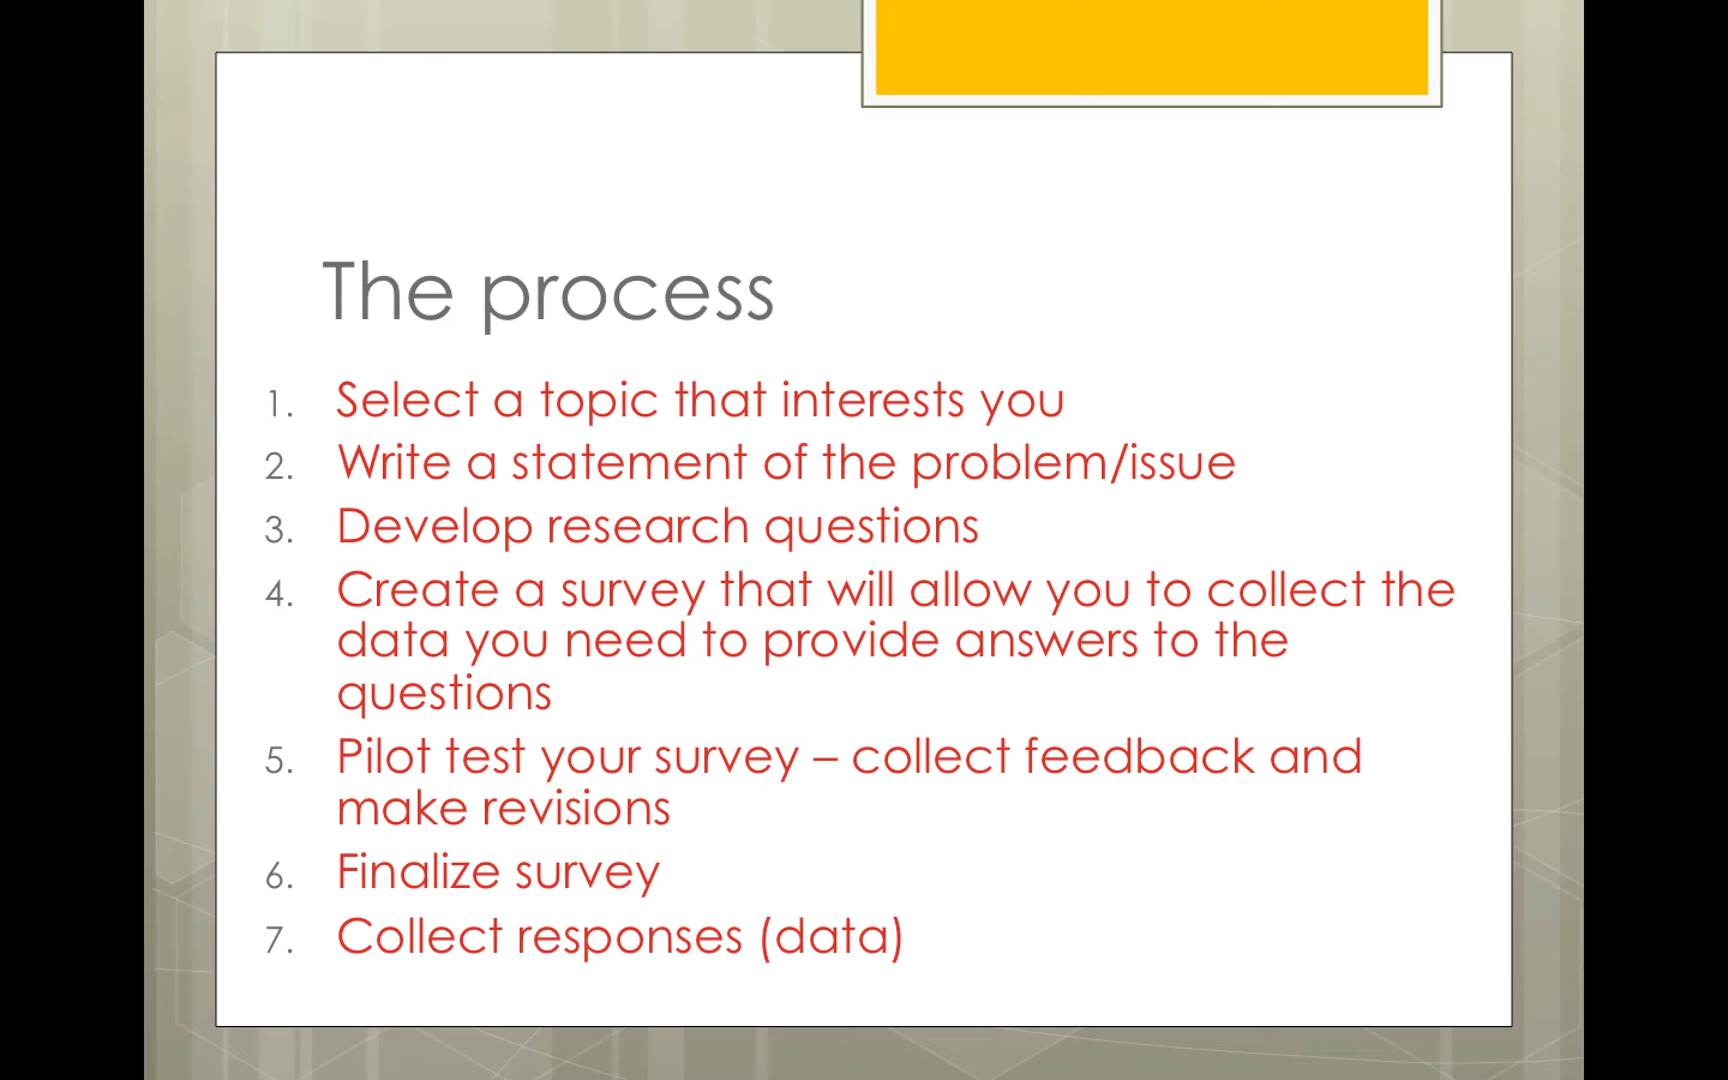 The process
1. Select a topic that interests you
2. Write a statement of the problem/issue
3. Develop research questions
4. Create a survey that will allow you to collect the
data you need to provide answers to the
questions
5. Pilot test your survey – collect feedback and
make revisions
6. Finalize survey
7. Collect responses (data)